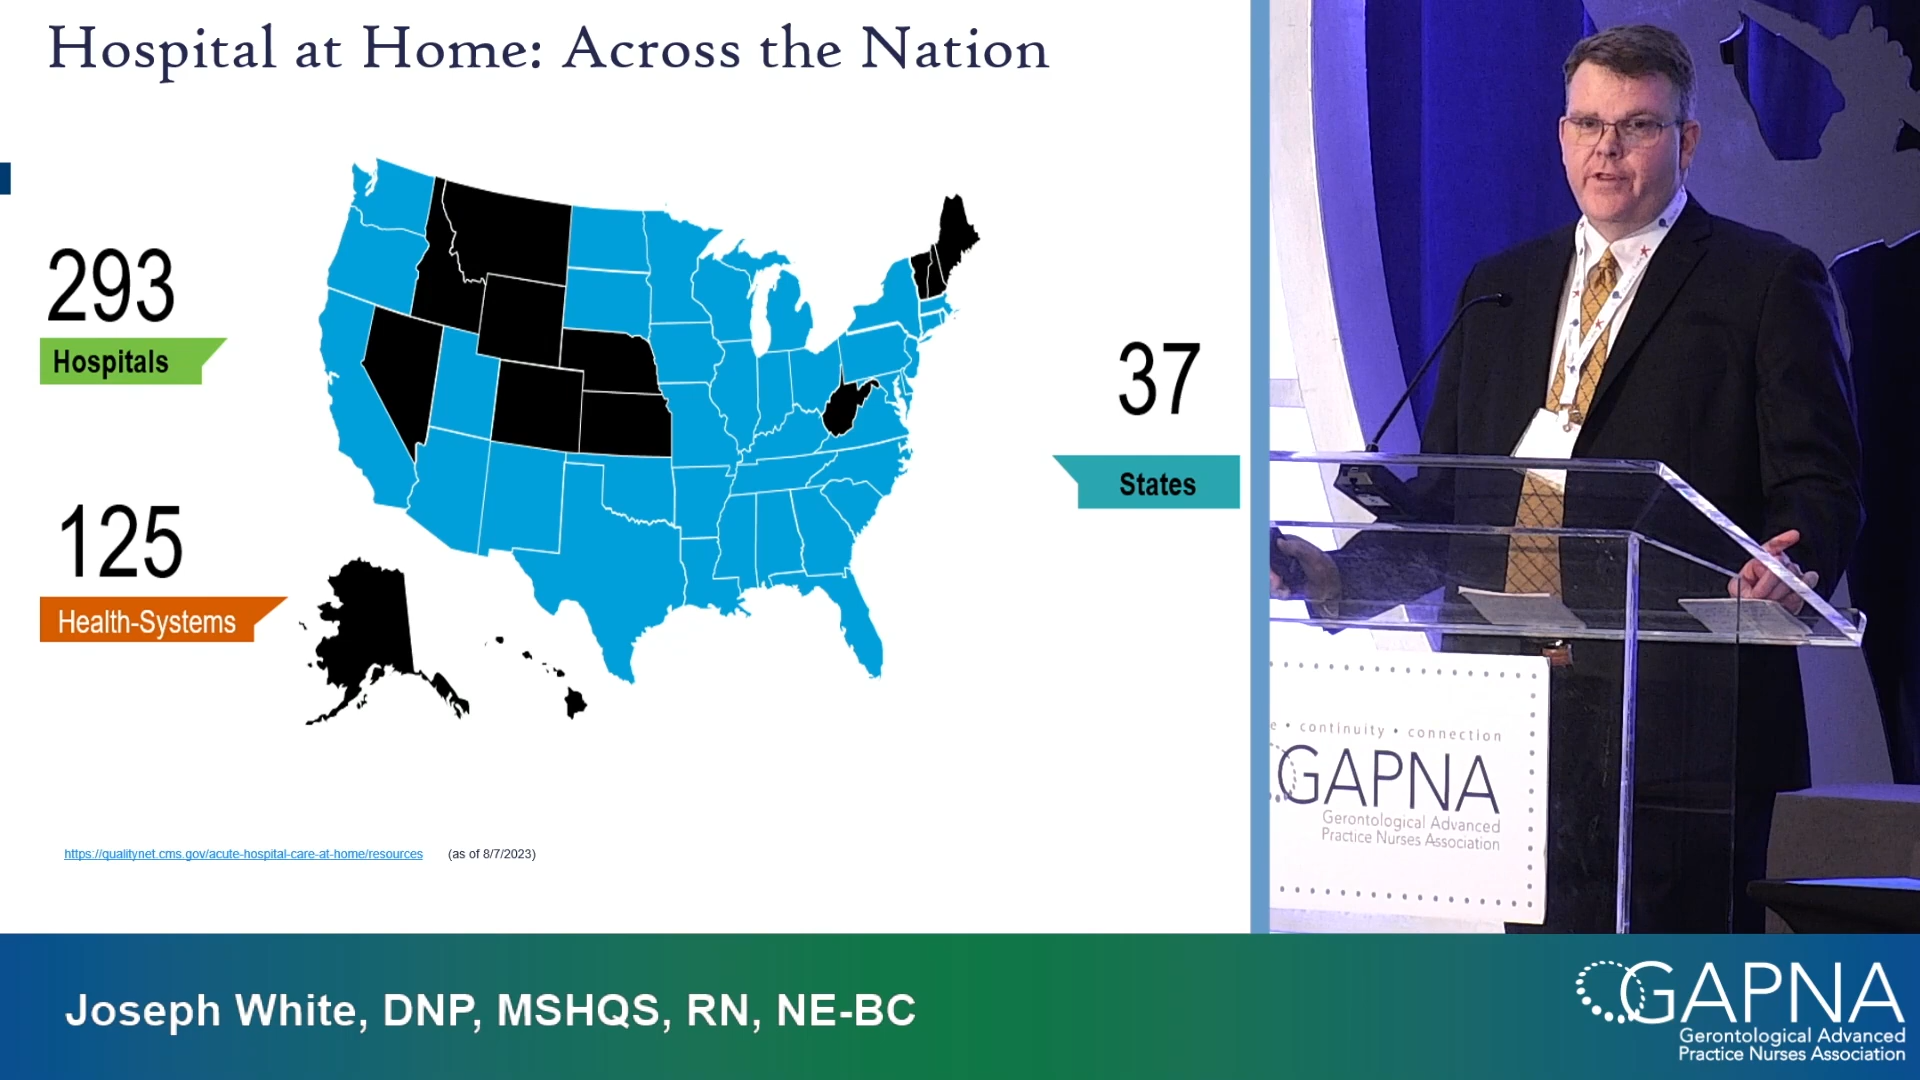 Hospital at Home: Across the Nation
293
Hospitals
125
Health-Systems
37
States
https://qualitynet.cms.gov/acute-hospital-care-at-home/resources (as of 8/7/2023)
e • continuity • connection
GAPNA
Gerontological Advanced
Practice Nurses Association
Joseph White, DNP, MSHQS, RN, NE-BC
GAPNA
Gerontological Advanced
Practice Nurses Association